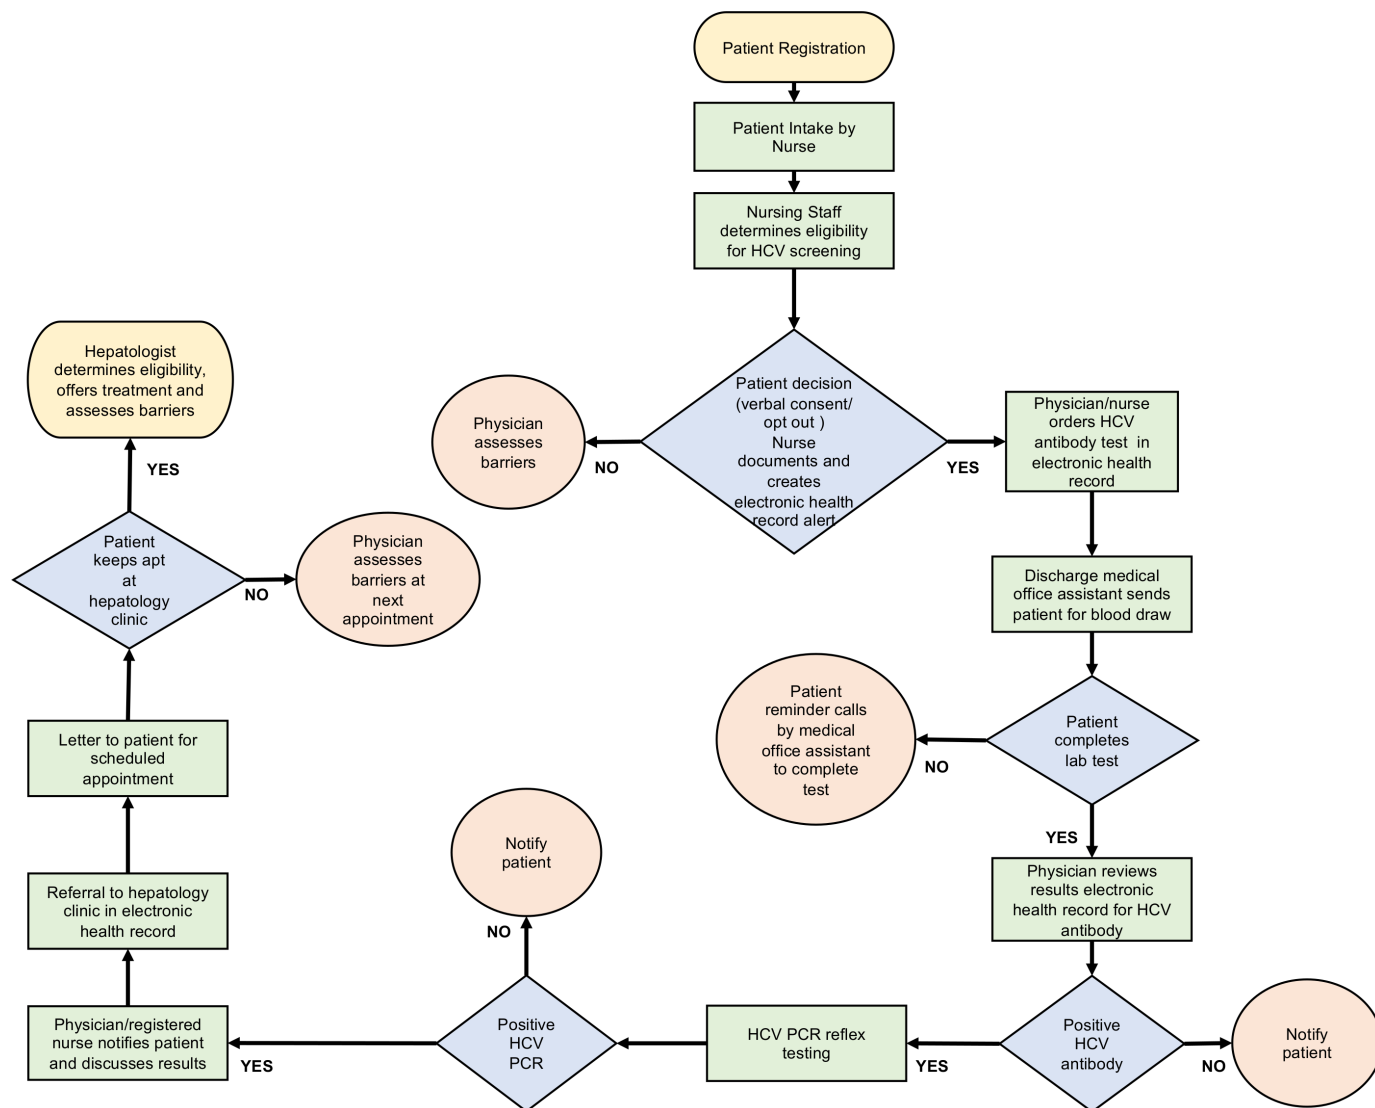 Patient Registration
Patient Intake by
Nurse
Nursing Staff
determines eligibility
for HCV screening
Patient decision
(verbal consent/
opt out )
Nurse
documents and
creates
electronic health
record alert
NO
Physician
assesses
barriers
YES
Physician/nurse
orders HCV
antibody test in
electronic health
record
Discharge medical
office assistant sends
patient for blood draw
Patient
completes
lab test
NO
Patient
reminder calls
by medical
office assistant
to complete
test
YES
Physician reviews
results electronic
health record for HCV
antibody
Positive
HCV
antibody
NO
Notify
patient
YES
HCV PCR reflex
testing
Positive
HCV
PCR
NO
Notify
patient
YES
Physician/registered
nurse notifies patient
and discusses results
Referral to hepatology
clinic in electronic
health record
Letter to patient for
scheduled
appointment
Patient
keeps apt
at
hepatology
clinic
NO
Physician
assesses
barriers at
next
appointment
YES
Hepatologist
determines eligibility,
offers treatment and
assesses barriers